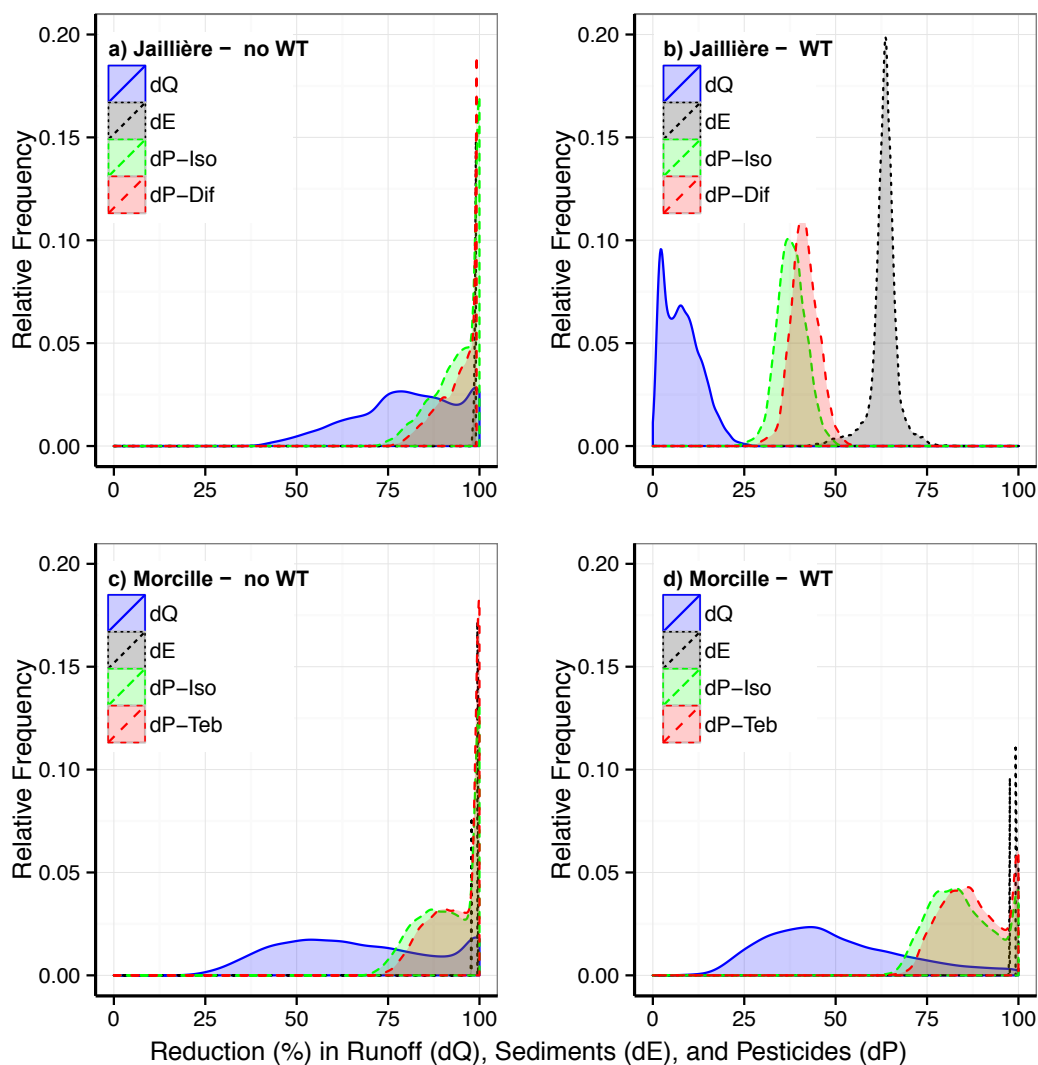 a) Jaillière − no WT
dQ
dE
dP−Iso
dP−Dif
Relative Frequency
0.20
0.15
0.10
0.05
0.00
0 25 50 75 100
b) Jaillière − WT
dQ
dE
dP−Iso
dP−Dif
Relative Frequency
0.20
0.15
0.10
0.05
0.00
0 25 50 75 100
c) Morcille − no WT
dQ
dE
dP−Iso
dP−Teb
Relative Frequency
0.20
0.15
0.10
0.05
0.00
0 25 50 75 100
d) Morcille − WT
dQ
dE
dP−Iso
dP−Teb
Relative Frequency
0.20
0.15
0.10
0.05
0.00
0 25 50 75 100
Reduction (%) in Runoff (dQ), Sediments (dE), and Pesticides (dP)